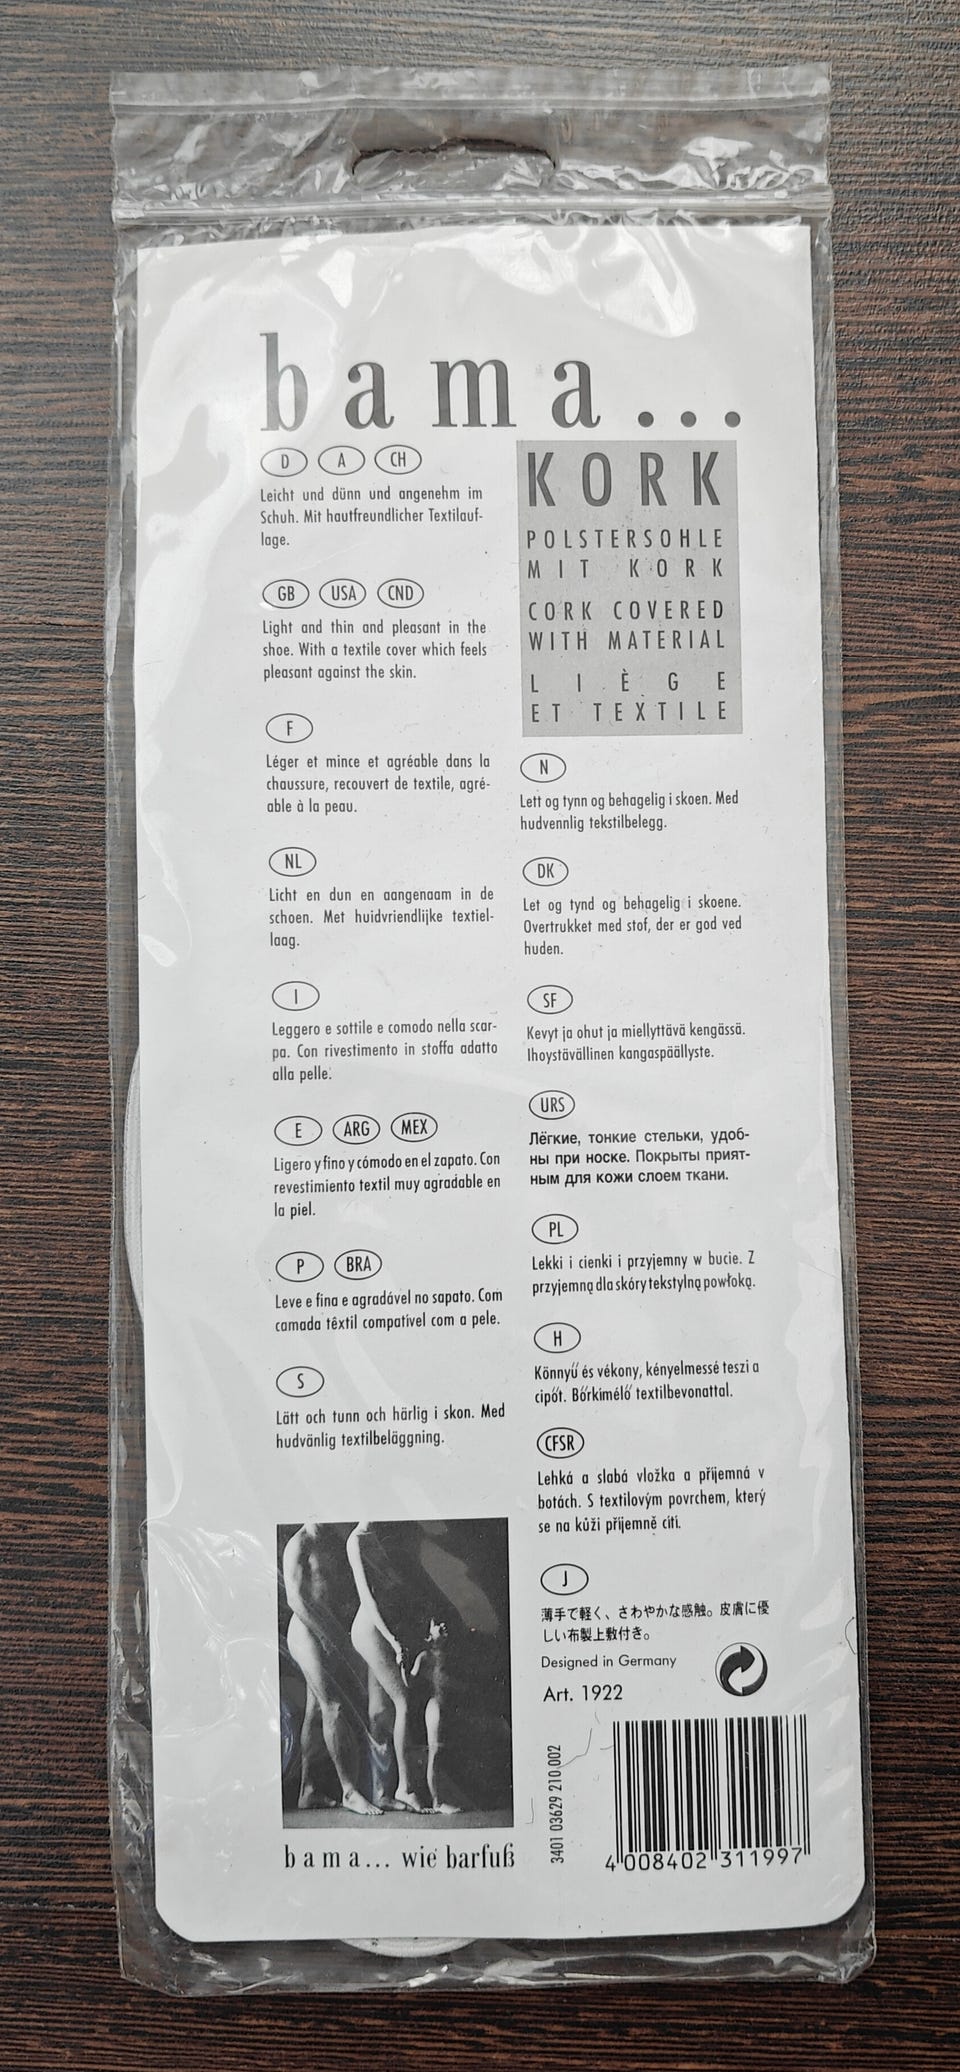 bama...
D A CH
Leicht und dünn und angenehm im
Schuh. Mit hautfreundlicher Textilauf-
lage.
GB USA CND
Light and thin and pleasant in the
shoe. With a textile cover which feels
pleasant against the skin.
F
Léger et mince et agréable dans la
chaussure, recouvert de textile, agré-
able à la peau.
NL
Licht en dun en aangenaam in de
schoen. Met huidvriendlijke textiel-
laag.
I
Leggero e sottile e comodo nella scar-
pa. Con rivestimento in stoffa adatto
alla pelle.
E ARG MEX
Ligero y fino y cómodo en el zapato. Con
revestimiento textil muy agradable en
la piel.
P BRA
Leve e fina e agradável no sapato. Com
camada têxtil compatível com a pele.
S
Lätt och tunn och härlig i skon. Med
hudvänlig textilbeläggning.
KORK
POLSTERSOHLE
MIT KORK
CORK COVERED
WITH MATERIAL
LIÈGE
ET TEXTILE
N
Lett og tynn og behagelig i skoen. Med
hudvennlig tekstilbelegg.
DK
Let og tynd og behagelig i skoene.
Overtrukket med stof, der er god ved
huden.
SF
Kevyt ja ohut ja miellyttävä kengässä.
Ihoystävällinen kangaspäällyste.
URS
Лёгкие, тонкие стельки, удоб-
ны при носке. Покрыты прият-
ным для кожи слоем ткани.
PL
Lekki i cienki i przyjemny w bucie. Z
przyjemną dla skóry tekstylną powłoką.
H
Könnyű és vékony, kényelmessé teszi a
cipőt. Bőrkímélő textilbevonattal.
CFSR
Lehká a slabá vložka a příjemná v
botách. S textilovým povrchem, který
se na kůži příjemně cítí.
J
薄手で軽く、さわやかな感触。皮膚に優
しい布製上敷付き。
Designed in Germany
Art. 1922
3401 03629 210 002
4 008402 311997
bama... wie barfuß